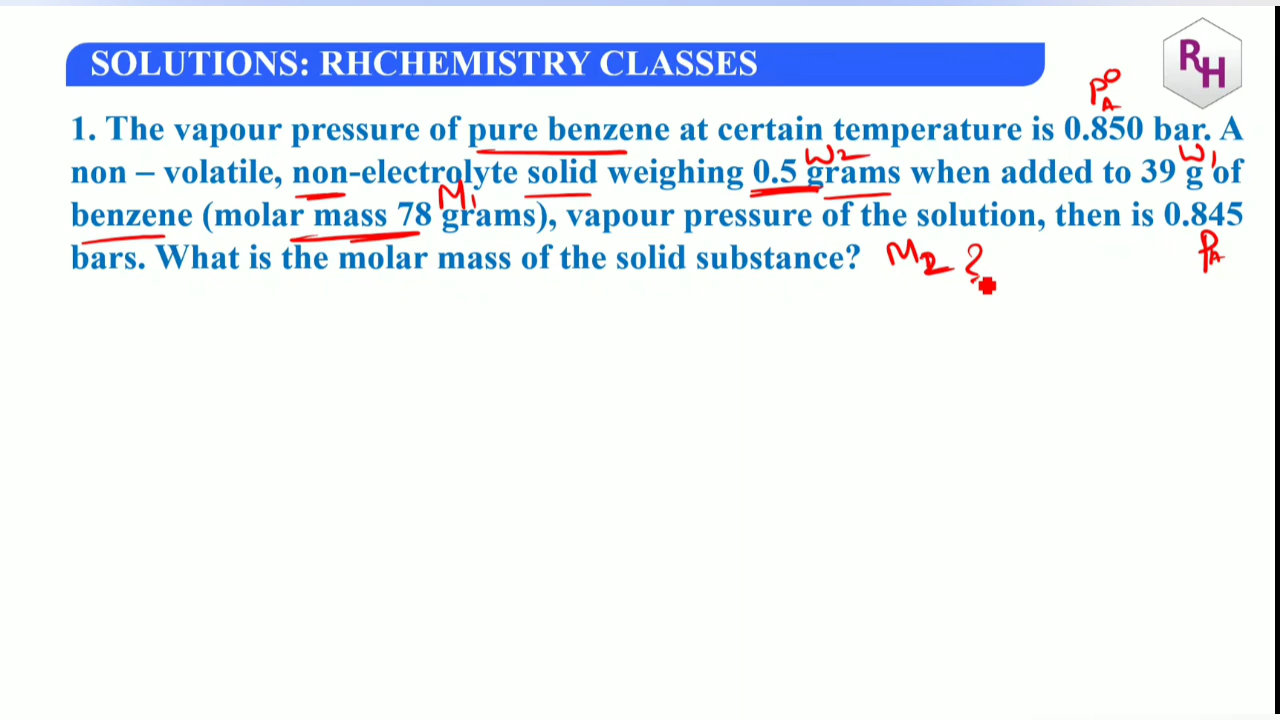 SOLUTIONS: RHCHEMISTRY CLASSES
RH
P°A
1. The vapour pressure of pure benzene at certain temperature is 0.850 bar. A
W2 W1
non – volatile, non-electrolyte solid weighing 0.5 grams when added to 39 g of
M1
benzene (molar mass 78 grams), vapour pressure of the solution, then is 0.845
bars. What is the molar mass of the solid substance? M2 ? PA